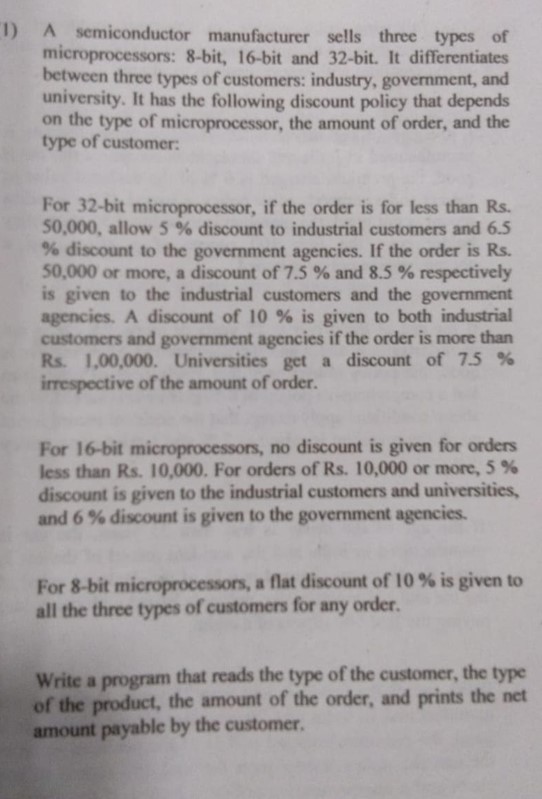 1) A semiconductor manufacturer sells three types of
microprocessors: 8-bit, 16-bit and 32-bit. It differentiates
between three types of customers: industry, government, and
university. It has the following discount policy that depends
on the type of microprocessor, the amount of order, and the
type of customer:
For 32-bit microprocessor, if the order is for less than Rs.
50,000, allow 5 % discount to industrial customers and 6.5
% discount to the government agencies. If the order is Rs.
50,000 or more, a discount of 7.5 % and 8.5 % respectively
is given to the industrial customers and the government
agencies. A discount of 10 % is given to both industrial
customers and government agencies if the order is more than
Rs. 1,00,000. Universities get a discount of 7.5 %
irrespective of the amount of order.
For 16-bit microprocessors, no discount is given for orders
less than Rs. 10,000. For orders of Rs. 10,000 or more, 5 %
discount is given to the industrial customers and universities,
and 6 % discount is given to the government agencies.
For 8-bit microprocessors, a flat discount of 10 % is given to
all the three types of customers for any order.
Write a program that reads the type of the customer, the type
of the product, the amount of the order, and prints the net
amount payable by the customer.